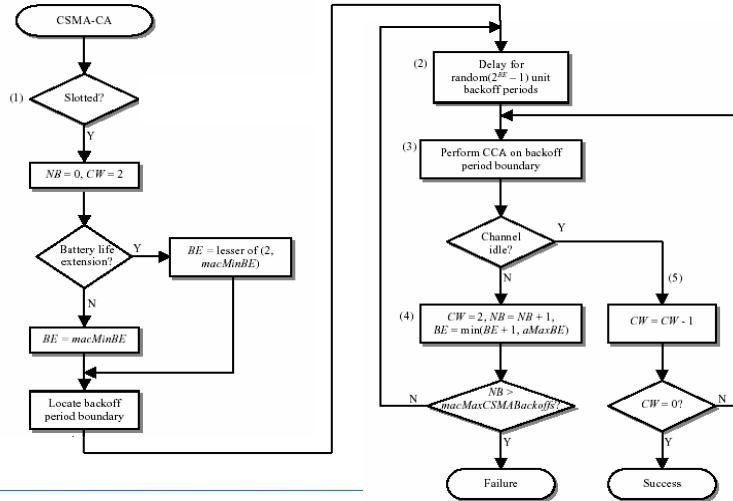 CSMA-CA
(1)
Slotted?
Y
NB = 0, CW = 2
Battery life
extension?
Y
BE = lesser of (2,
macMinBE)
N
BE = macMinBE
Locate backoff
period boundary
(2)
Delay for
random(2^BE – 1) unit
backoff periods
(3)
Perform CCA on backoff
period boundary
Channel
idle?
Y
N
(5)
(4)
CW = 2, NB = NB + 1,
BE = min(BE + 1, aMaxBE)
CW = CW - 1
N
NB >
macMaxCSMABackoffs?
CW = 0?
N
Y
Y
Failure
Success